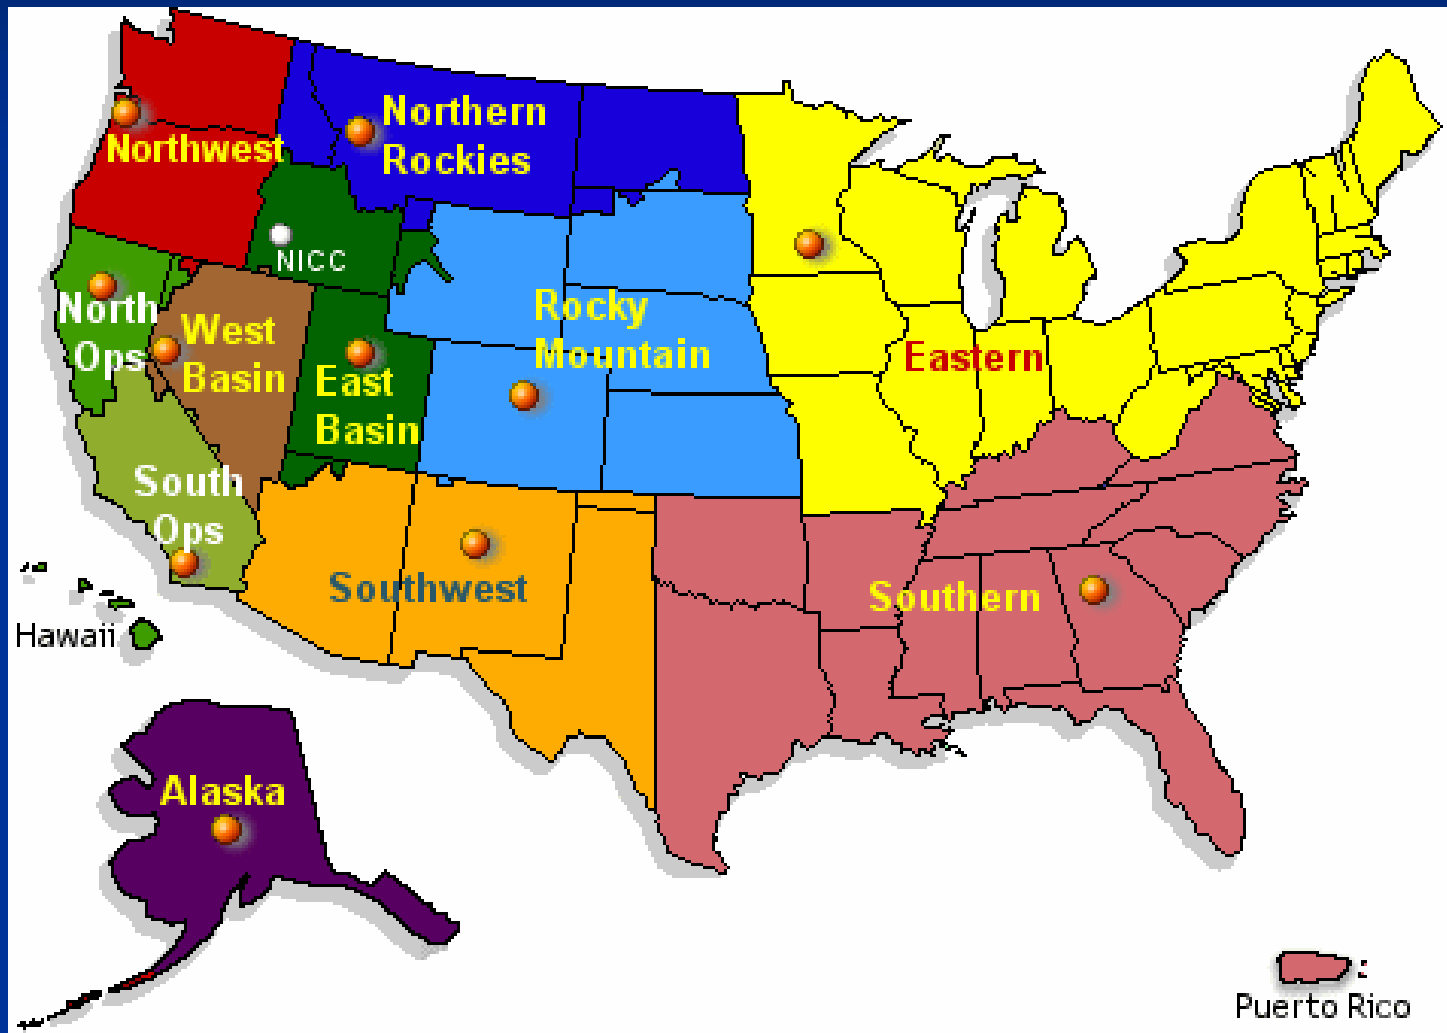 Northern
Rockies
Northwest
NICC
North
Ops
West
Basin
East
Basin
Rocky
Mountain
Eastern
South
Ops
Southwest
Southern
Hawaii
Alaska
Puerto Rico